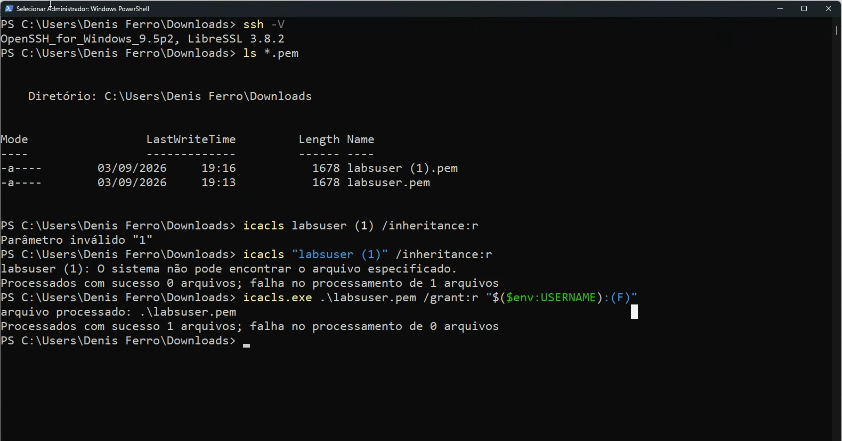 Selecionar Administrador: Windows PowerShell
PS C:\Users\Denis Ferro\Downloads> ssh -V
OpenSSH_for_Windows_9.5p2, LibreSSL 3.8.2
PS C:\Users\Denis Ferro\Downloads> ls *.pem
Diretório: C:\Users\Denis Ferro\Downloads
Mode LastWriteTime Length Name
---- ------------- ------ ----
-a---- 03/09/2026 19:16 1678 labsuser (1).pem
-a---- 03/09/2026 19:13 1678 labsuser.pem
PS C:\Users\Denis Ferro\Downloads> icacls labsuser (1) /inheritance:r
Parâmetro inválido "1"
PS C:\Users\Denis Ferro\Downloads> icacls "labsuser (1)" /inheritance:r
labsuser (1): O sistema não pode encontrar o arquivo especificado.
Processados com sucesso 0 arquivos; falha no processamento de 1 arquivos
PS C:\Users\Denis Ferro\Downloads> icacls.exe .\labsuser.pem /grant:r "$($env:USERNAME):(F)"
arquivo processado: .\labsuser.pem
Processados com sucesso 1 arquivos; falha no processamento de 0 arquivos
PS C:\Users\Denis Ferro\Downloads>